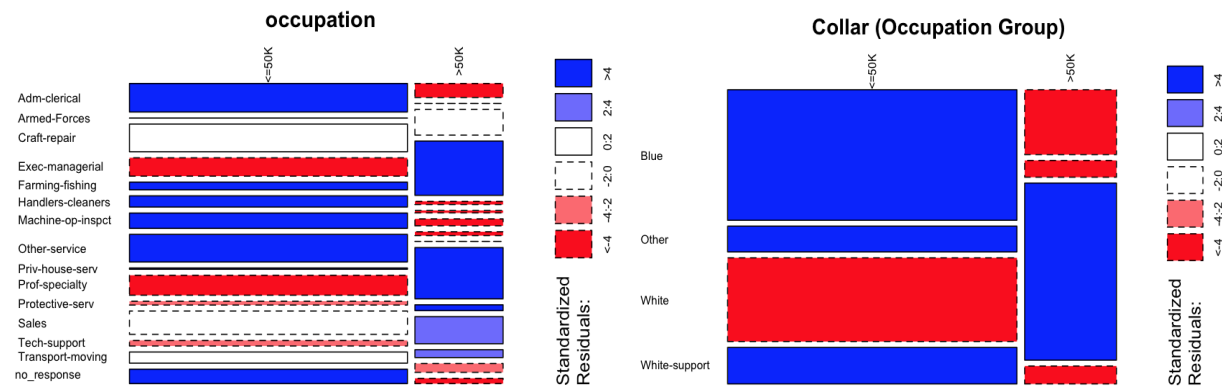 occupation
<=50K
>50K
Adm-clerical
Armed-Forces
Craft-repair
Exec-managerial
Farming-fishing
Handlers-cleaners
Machine-op-inspct
Other-service
Priv-house-serv
Prof-specialty
Protective-serv
Sales
Tech-support
Transport-moving
no_response
Standardized
Residuals:
<-4
-4:-2
-2:0
0:2
2:4
>4
Collar (Occupation Group)
<=50K
>50K
Blue
Other
White
White-support
Standardized
Residuals:
<-4
-4:-2
-2:0
0:2
2:4
>4